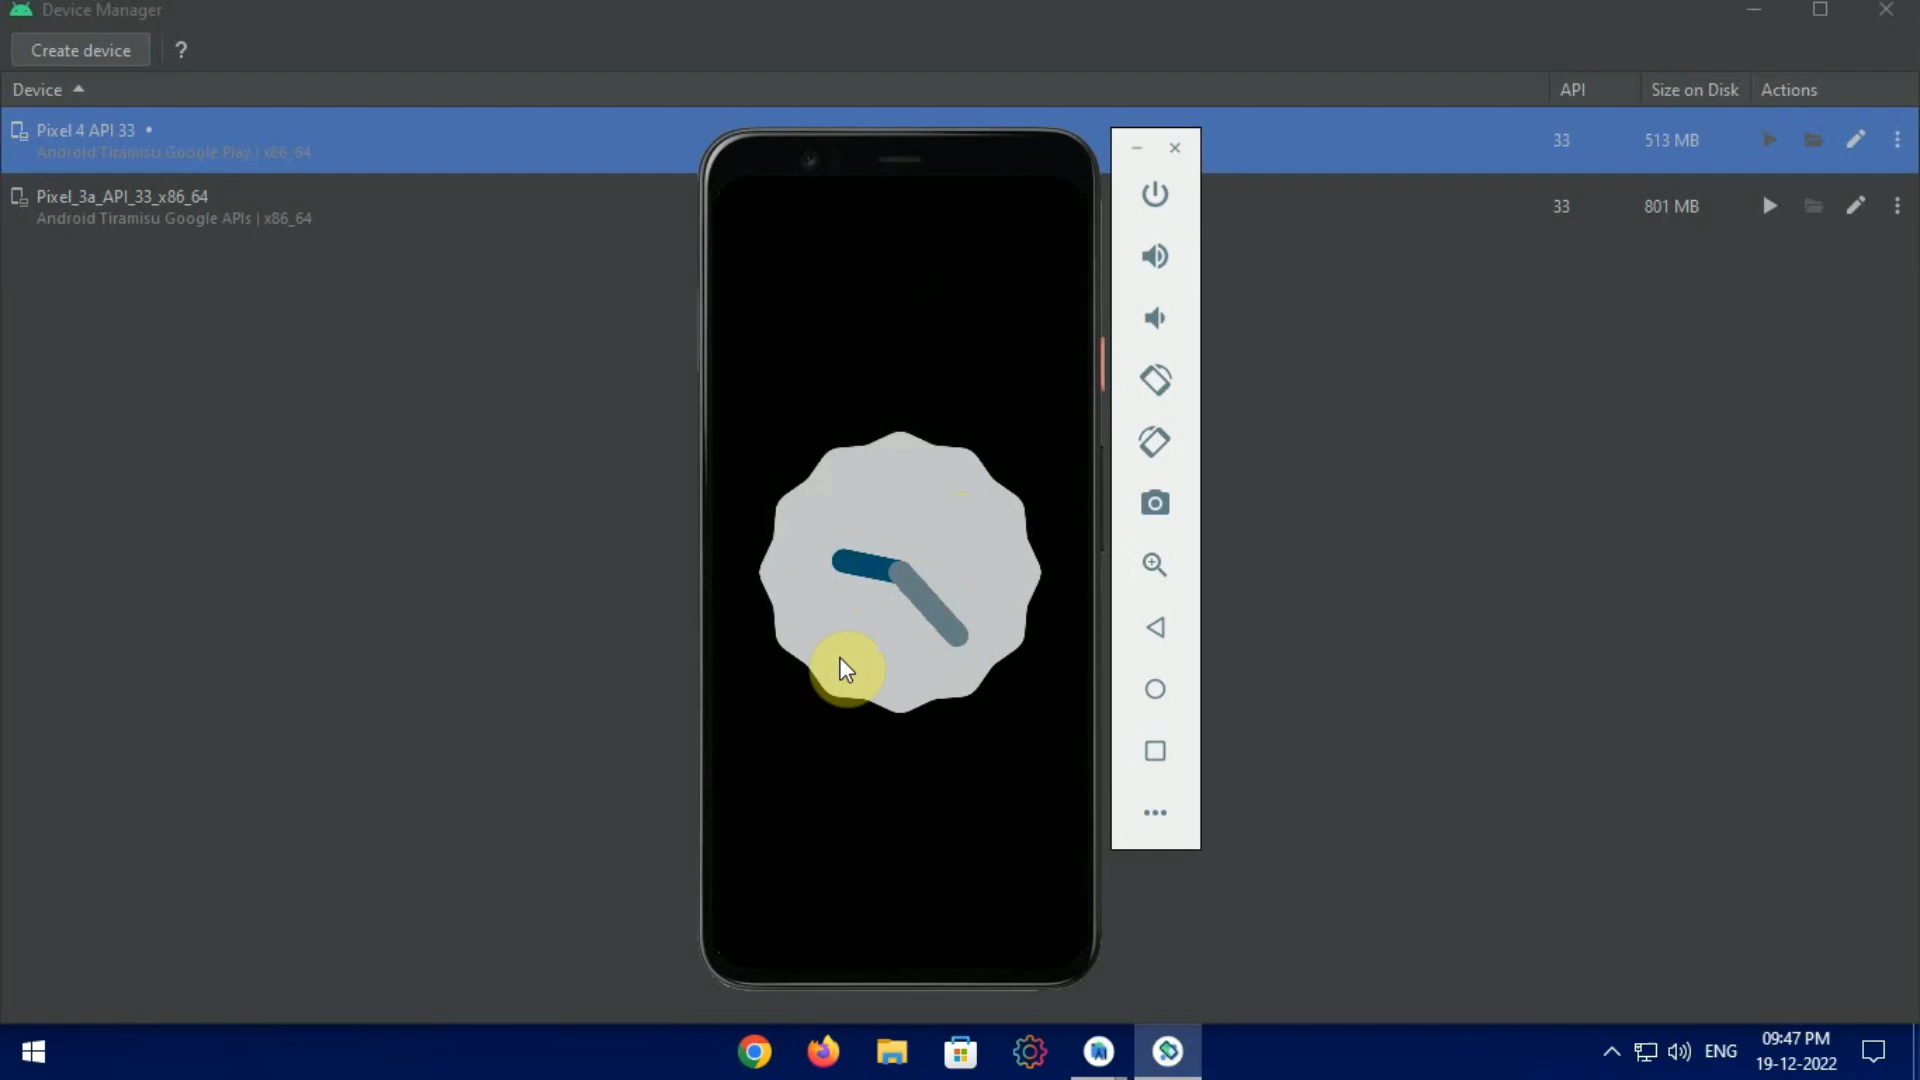 Device Manager
Create device ?
Device API Size on Disk Actions
Pixel 4 API 33 • 33 513 MB
Android Tiramisu Google Play | x86_64
Pixel_3a_API_33_x86_64 33 801 MB
Android Tiramisu Google APIs | x86_64
ENG
09:47 PM
19-12-2022